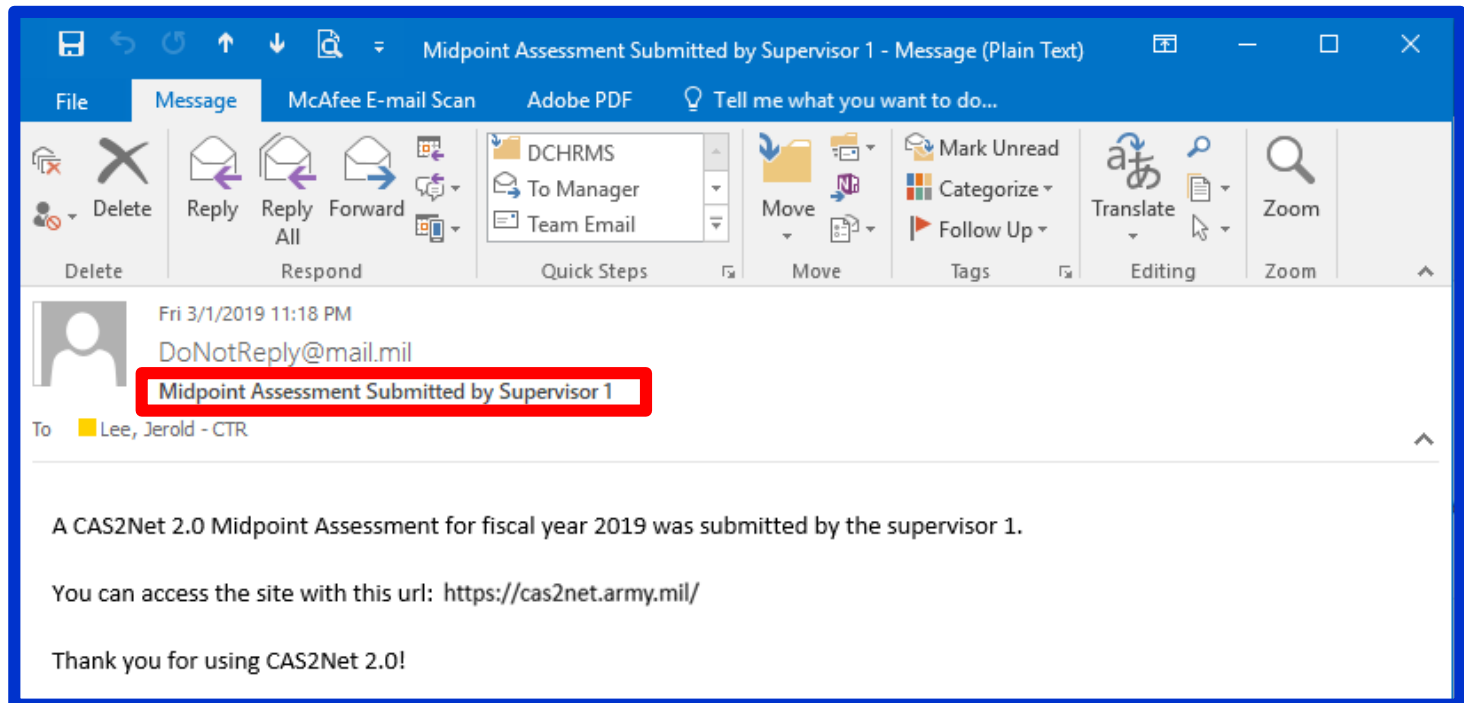 Midpoint Assessment Submitted by Supervisor 1 - Message (Plain Text)
File Message McAfee E-mail Scan Adobe PDF Tell me what you want to do...
Delete
Reply
Reply All
Forward
DCHRMS
To Manager
Team Email
Move
Mark Unread
Categorize
Follow Up
Translate
Zoom
Delete Respond Quick Steps Move Tags Editing Zoom
Fri 3/1/2019 11:18 PM
DoNotReply@mail.mil
Midpoint Assessment Submitted by Supervisor 1
To Lee, Jerold - CTR
A CAS2Net 2.0 Midpoint Assessment for fiscal year 2019 was submitted by the supervisor 1.
You can access the site with this url: https://cas2net.army.mil/
Thank you for using CAS2Net 2.0!